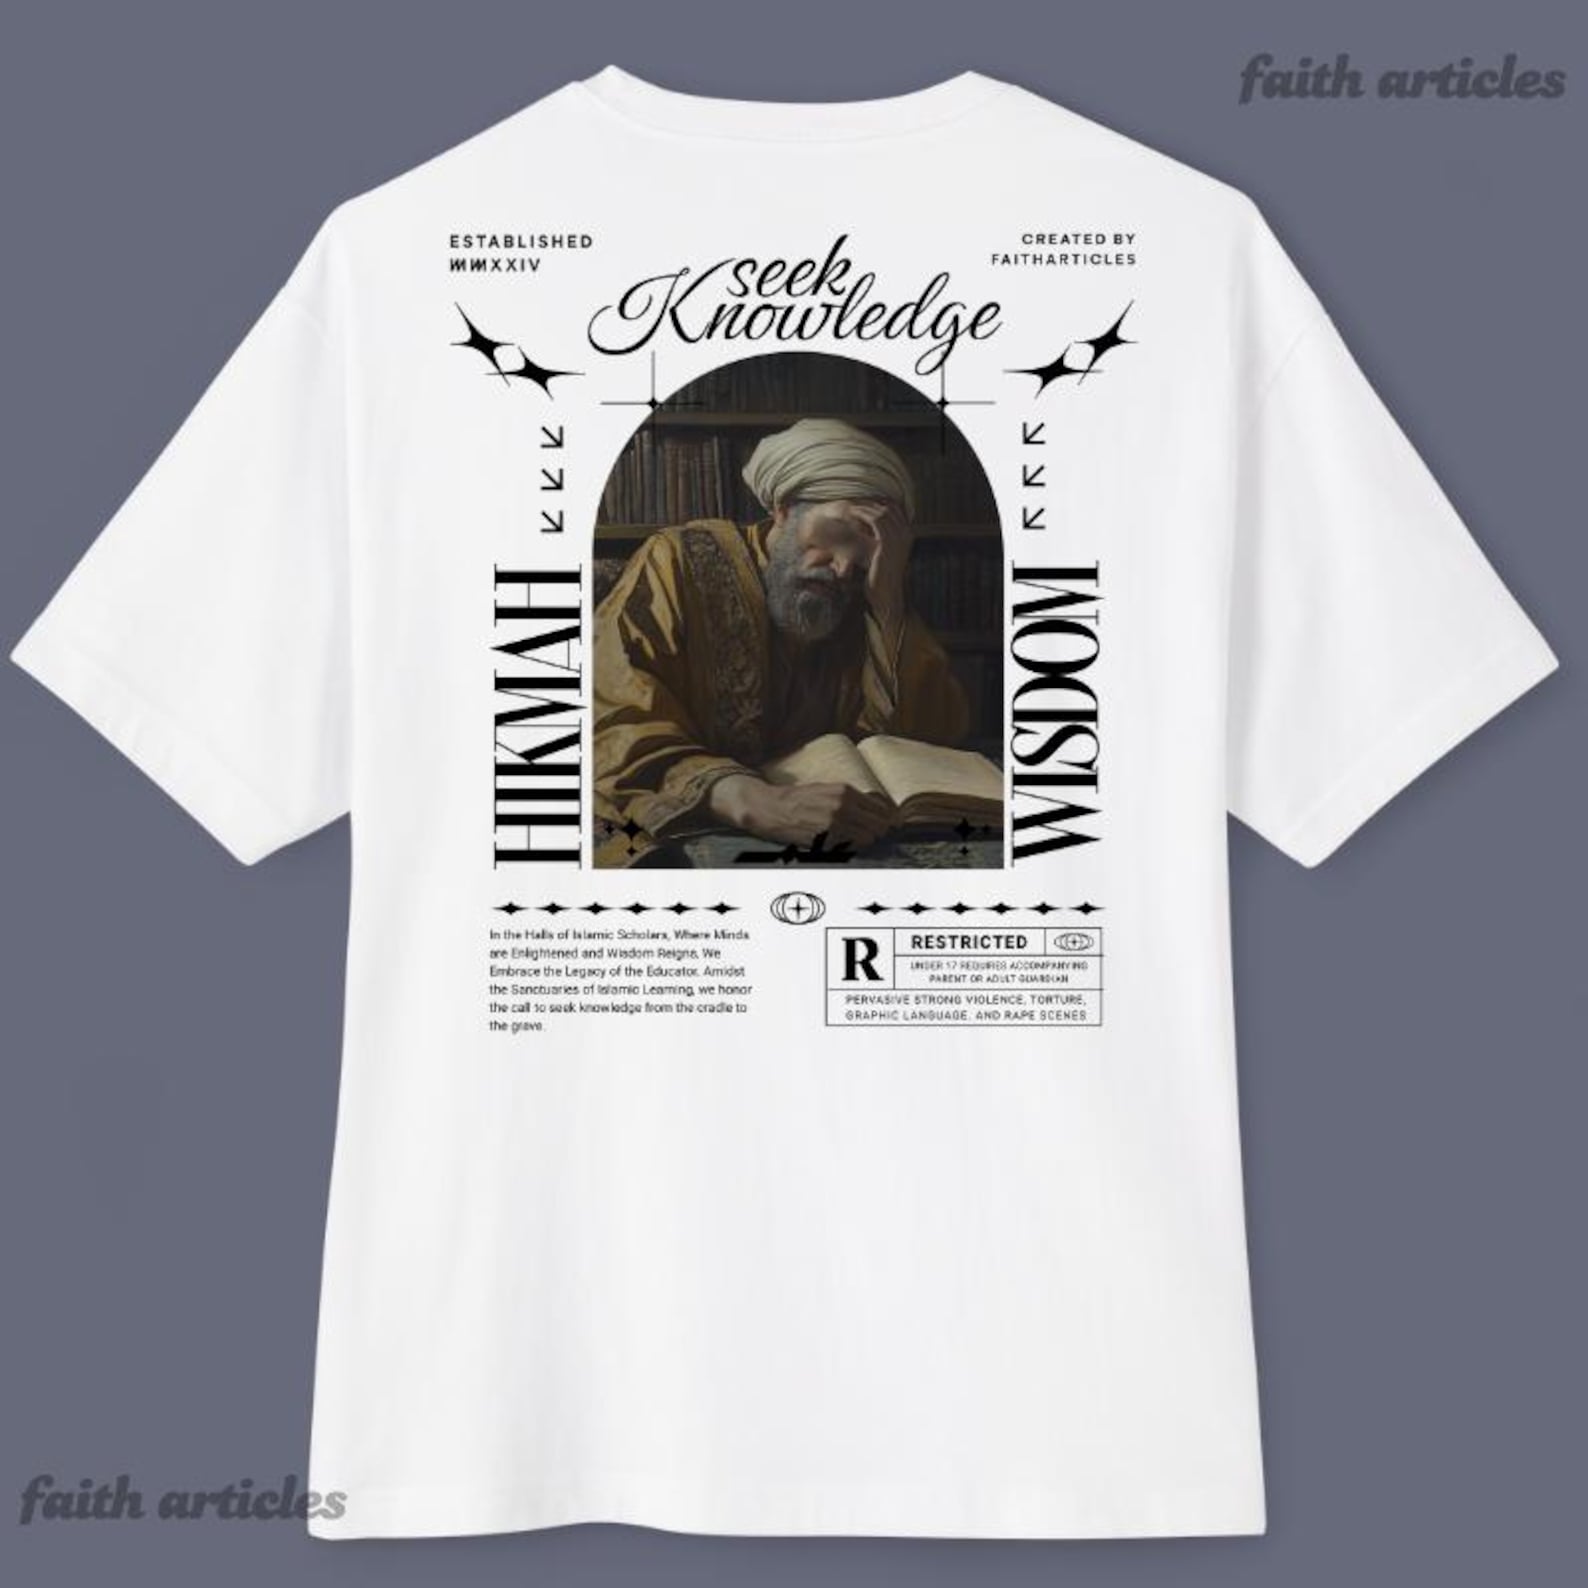 faith articles
ESTABLISHED
MMXXIV
CREATED BY
FAITHARTICLES
seek
Knowledge
HIKMAH
WISDOM
In the Halls of Islamic Scholars, Where Minds
are Enlightened and Wisdom Reigns, We
Embrace the Legacy of the Educator. Amidst
the Sanctuaries of Islamic Learning, we honor
the call to seek knowledge from the cradle to
the grave.
R
RESTRICTED
UNDER 17 REQUIRES ACCOMPANYING
PARENT OR ADULT GUARDIAN
PERVASIVE STRONG VIOLENCE, TORTURE,
GRAPHIC LANGUAGE, AND RAPE SCENES
faith articles